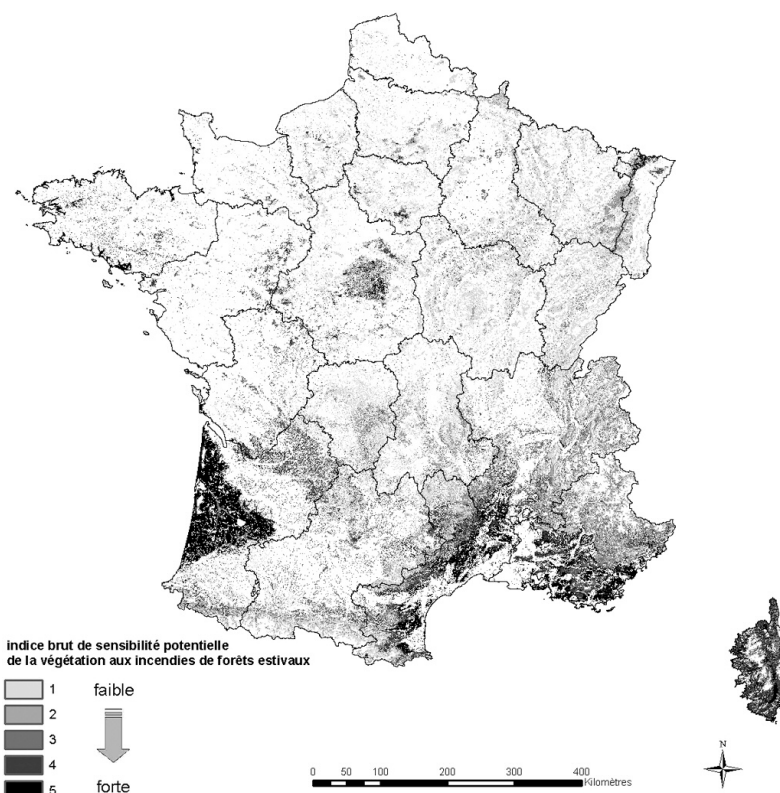 indice brut de sensibilité potentielle
de la végétation aux incendies de forêts estivaux
1 faible
2
3
4
5 forte
0 50 100 200 300 400
Kilomètres
N